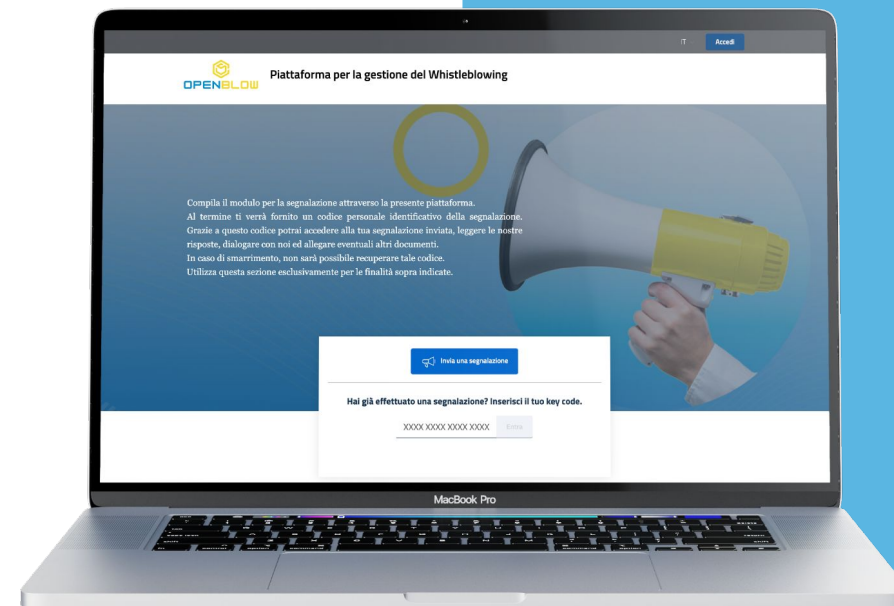 IT
Accedi
OPENBLOW
Piattaforma per la gestione del Whistleblowing
Compila il modulo per la segnalazione attraverso la presente piattaforma.
Al termine ti verrà fornito un codice personale identificativo della segnalazione.
Grazie a questo codice potrai accedere alla tua segnalazione inviata, leggere le nostre
risposte, dialogare con noi ed allegare eventuali altri documenti.
In caso di smarrimento, non sarà possibile recuperare tale codice.
Utilizza questa sezione esclusivamente per le finalità sopra indicate.
Invia una segnalazione
Hai già effettuato una segnalazione? Inserisci il tuo key code.
XXXX XXXX XXXX XXXX
Entra
MacBook Pro